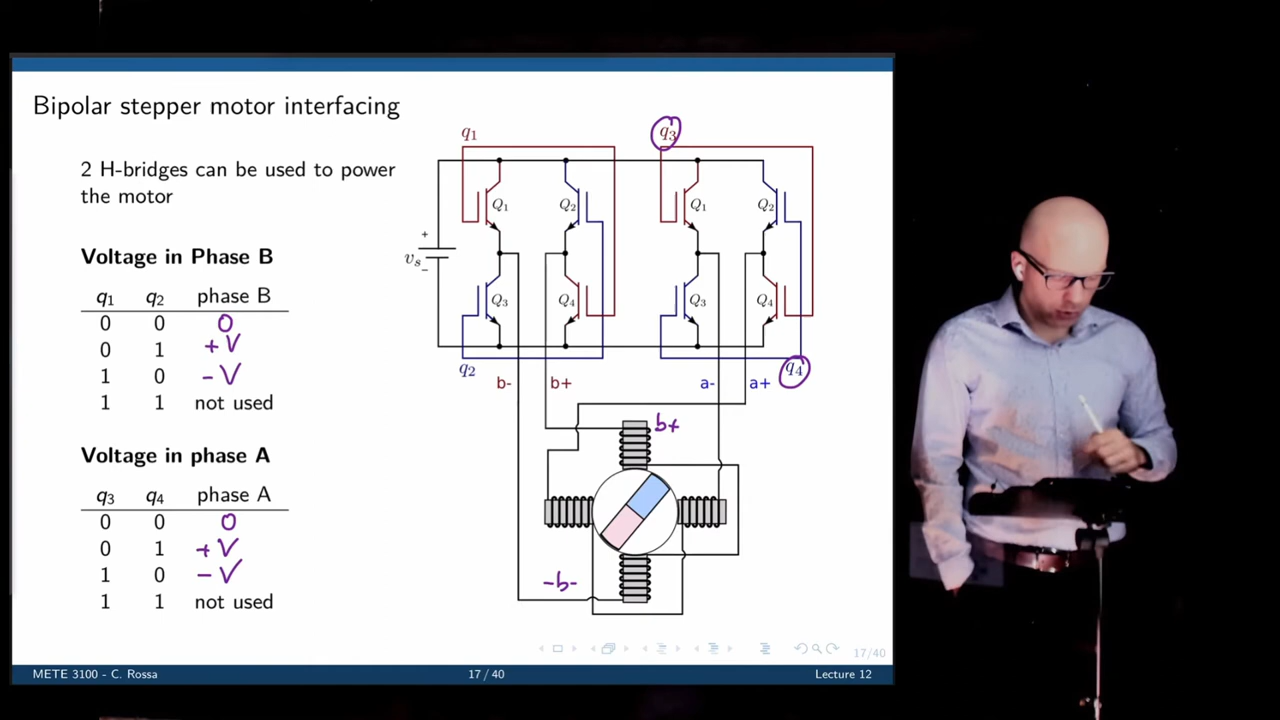 Bipolar stepper motor interfacing
2 H-bridges can be used to power
the motor
Voltage in Phase B
q1 q2 phase B
0 0 0
0 1 +V
1 0 -V
1 1 not used
Voltage in phase A
q3 q4 phase A
0 0 0
0 1 +V
1 0 -V
1 1 not used
q1 q3
Q1 Q2 Q1 Q2
+
vs
-
Q3 Q4 Q3 Q4
q2 q4
b- b+ a- a+
b+
-b-
17/40
METE 3100 - C. Rossa 17 / 40 Lecture 12